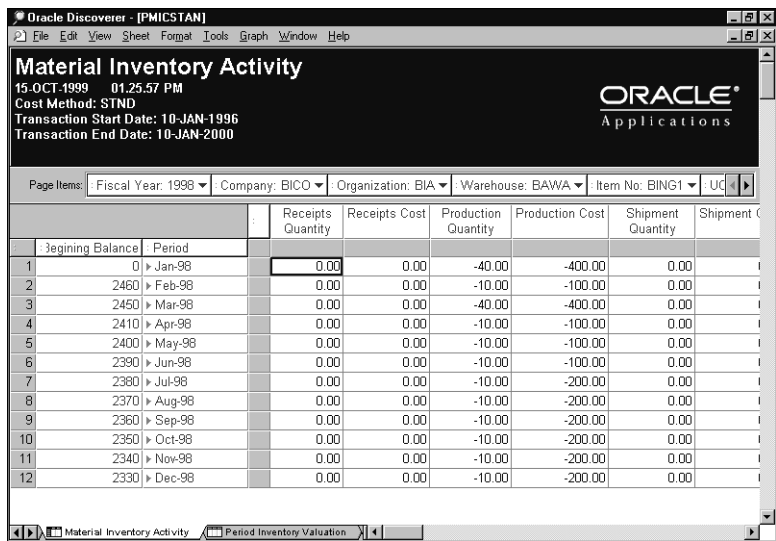 Oracle Discoverer - [PMICSTAN]
File Edit View Sheet Format Tools Graph Window Help
Material Inventory Activity
15-OCT-1999 01.25.57 PM
Cost Method: STND
Transaction Start Date: 10-JAN-1996
Transaction End Date: 10-JAN-2000
ORACLE
Applications
Page Items: Fiscal Year: 1998 Company: BICO Organization: BIA Warehouse: BAWA Item No: BING1 UO
Receipts Quantity Receipts Cost Production Quantity Production Cost Shipment Quantity Shipment
Begining Balance Period
1 0 Jan-98 0.00 0.00 -40.00 -400.00 0.00
2 2460 Feb-98 0.00 0.00 -10.00 -100.00 0.00
3 2450 Mar-98 0.00 0.00 -40.00 -400.00 0.00
4 2410 Apr-98 0.00 0.00 -10.00 -100.00 0.00
5 2400 May-98 0.00 0.00 -10.00 -100.00 0.00
6 2390 Jun-98 0.00 0.00 -10.00 -100.00 0.00
7 2380 Jul-98 0.00 0.00 -10.00 -200.00 0.00
8 2370 Aug-98 0.00 0.00 -10.00 -200.00 0.00
9 2360 Sep-98 0.00 0.00 -10.00 -200.00 0.00
10 2350 Oct-98 0.00 0.00 -10.00 -200.00 0.00
11 2340 Nov-98 0.00 0.00 -10.00 -200.00 0.00
12 2330 Dec-98 0.00 0.00 -10.00 -200.00 0.00
Material Inventory Activity Period Inventory Valuation